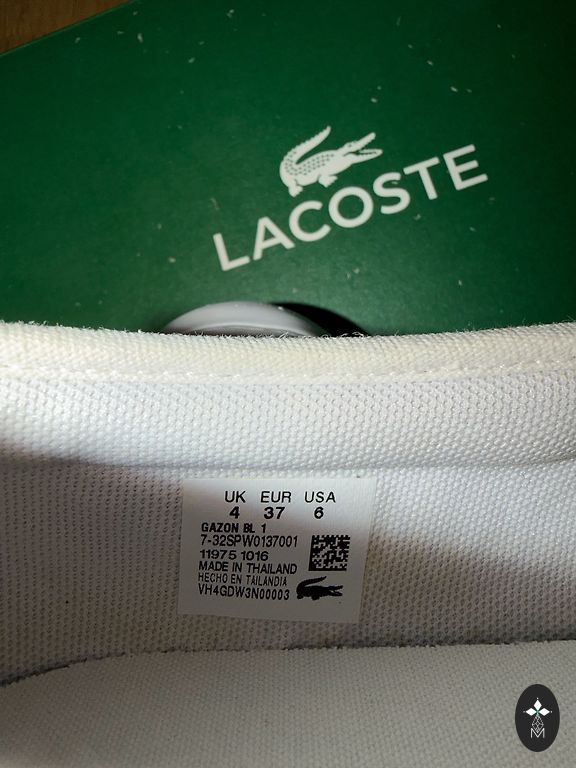 LACOSTE
UK EUR USA
4 37 6
GAZON BL 1
7-32SPW0137001
11975 1016
MADE IN THAILAND
HECHO EN TAILANDIA
VH4GDW3N00003
M